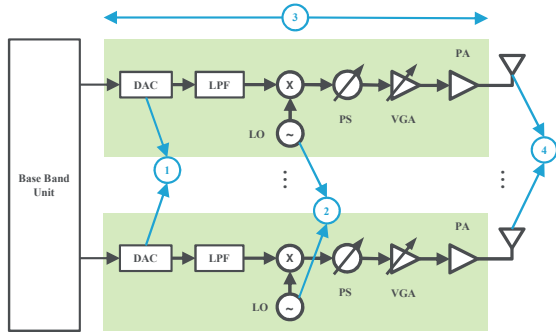 3
PA
DAC
LPF
X
LO
~
PS
VGA
1
4
Base Band
Unit
2
PA
DAC
LPF
X
LO
~
PS
VGA